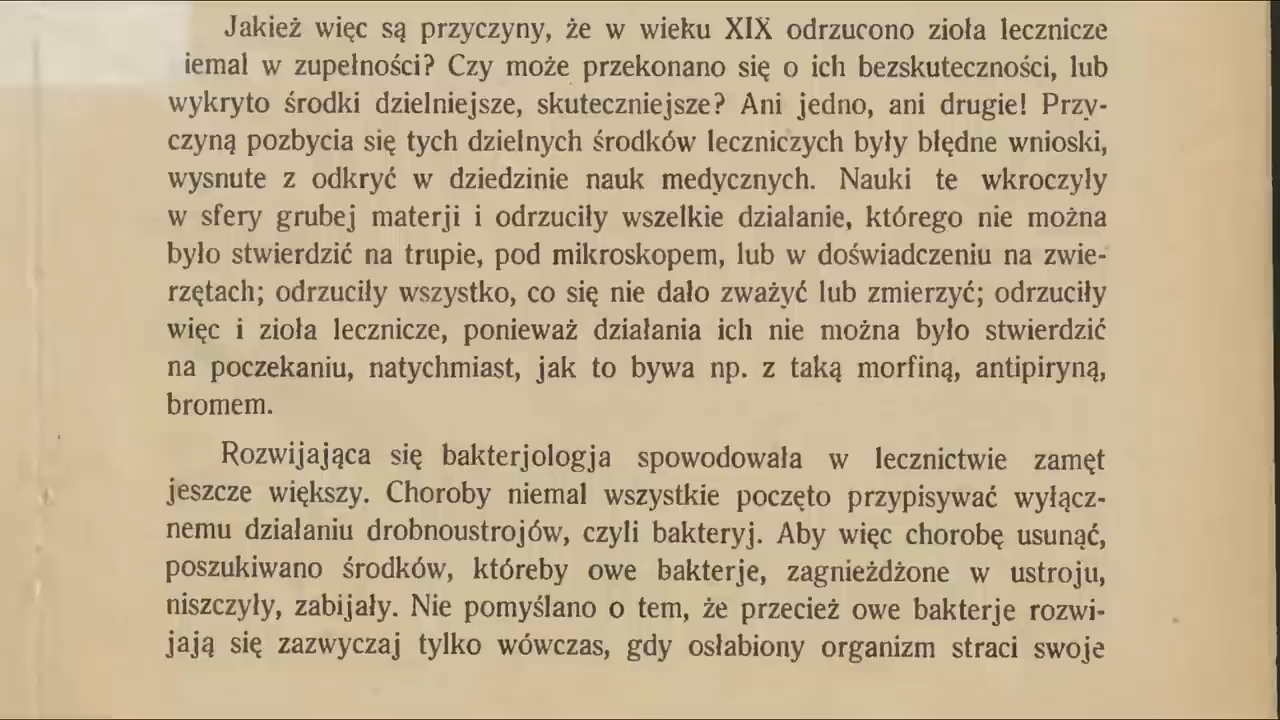 Jakież więc są przyczyny, że w wieku XIX odrzucono zioła lecznicze
iemal w zupełności? Czy może przekonano się o ich bezskuteczności, lub
wykryto środki dzielniejsze, skuteczniejsze? Ani jedno, ani drugie! Przy-
czyną pozbycia się tych dzielnych środków leczniczych były błędne wnioski,
wysnute z odkryć w dziedzinie nauk medycznych. Nauki te wkroczyły
w sfery grubej materji i odrzuciły wszelkie działanie, którego nie można
było stwierdzić na trupie, pod mikroskopem, lub w doświadczeniu na zwie-
rzętach; odrzuciły wszystko, co się nie dało zważyć lub zmierzyć; odrzuciły
więc i zioła lecznicze, ponieważ działania ich nie można było stwierdzić
na poczekaniu, natychmiast, jak to bywa np. z taką morfiną, antipiryną,
bromem.
Rozwijająca się bakterjologja spowodowała w lecznictwie zamęt
jeszcze większy. Choroby niemal wszystkie poczęto przypisywać wyłącz-
nemu działaniu drobnoustrojów, czyli bakteryj. Aby więc chorobę usunąć,
poszukiwano środków, któreby owe bakterje, zagnieżdżone w ustroju,
niszczyły, zabijały. Nie pomyślano o tem, że przecież owe bakterje rozwi-
jają się zazwyczaj tylko wówczas, gdy osłabiony organizm straci swoje